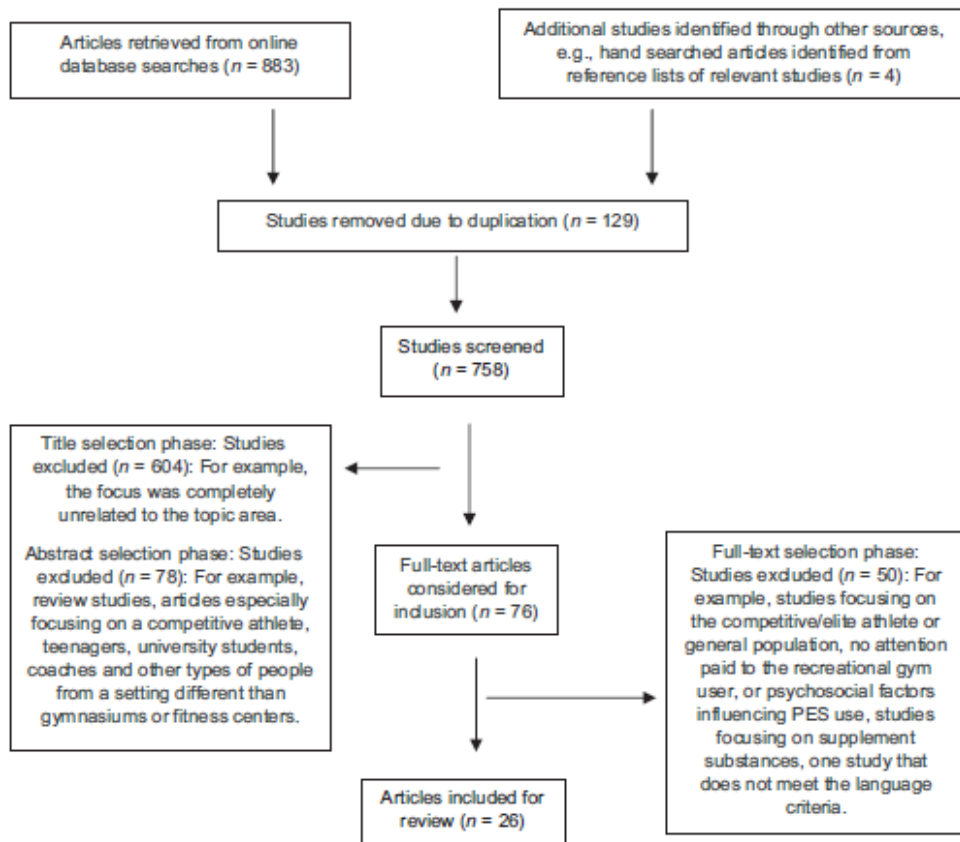 Articles retrieved from online
database searches (n = 883)
Additional studies identified through other sources,
e.g., hand searched articles identified from
reference lists of relevant studies (n = 4)
Studies removed due to duplication (n = 129)
Studies screened
(n = 758)
Title selection phase: Studies
excluded (n = 604): For example,
the focus was completely
unrelated to the topic area.
Abstract selection phase: Studies
excluded (n = 78): For example,
review studies, articles especially
focusing on a competitive athlete,
teenagers, university students,
coaches and other types of people
from a setting different than
gymnasiums or fitness centers.
Full-text articles
considered for
inclusion (n = 76)
Full-text selection phase:
Studies excluded (n = 50): For
example, studies focusing on
the competitive/elite athlete or
general population, no attention
paid to the recreational gym
user, or psychosocial factors
influencing PES use, studies
focusing on supplement
substances, one study that
does not meet the language
criteria.
Articles included for
review (n = 26)